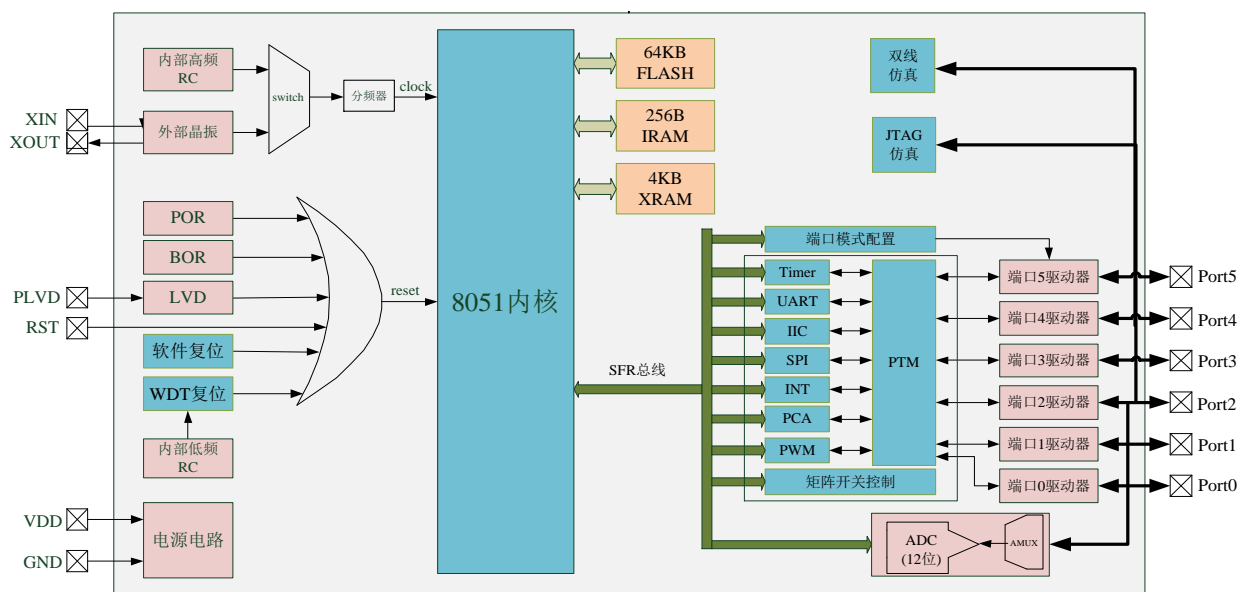 内部高频
RC
外部晶振
XIN
XOUT
switch
分频器
clock
POR
BOR
LVD
PLVD
RST
软件复位
WDT复位
内部低频
RC
reset
VDD
GND
电源电路
8051内核
64KB
FLASH
256B
IRAM
4KB
XRAM
双线
仿真
JTAG
仿真
SFR总线
端口模式配置
Timer
UART
IIC
SPI
INT
PCA
PWM
PTM
矩阵开关控制
端口5驱动器
端口4驱动器
端口3驱动器
端口2驱动器
端口1驱动器
端口0驱动器
Port5
Port4
Port3
Port2
Port1
Port0
ADC
(12位)
AMUX